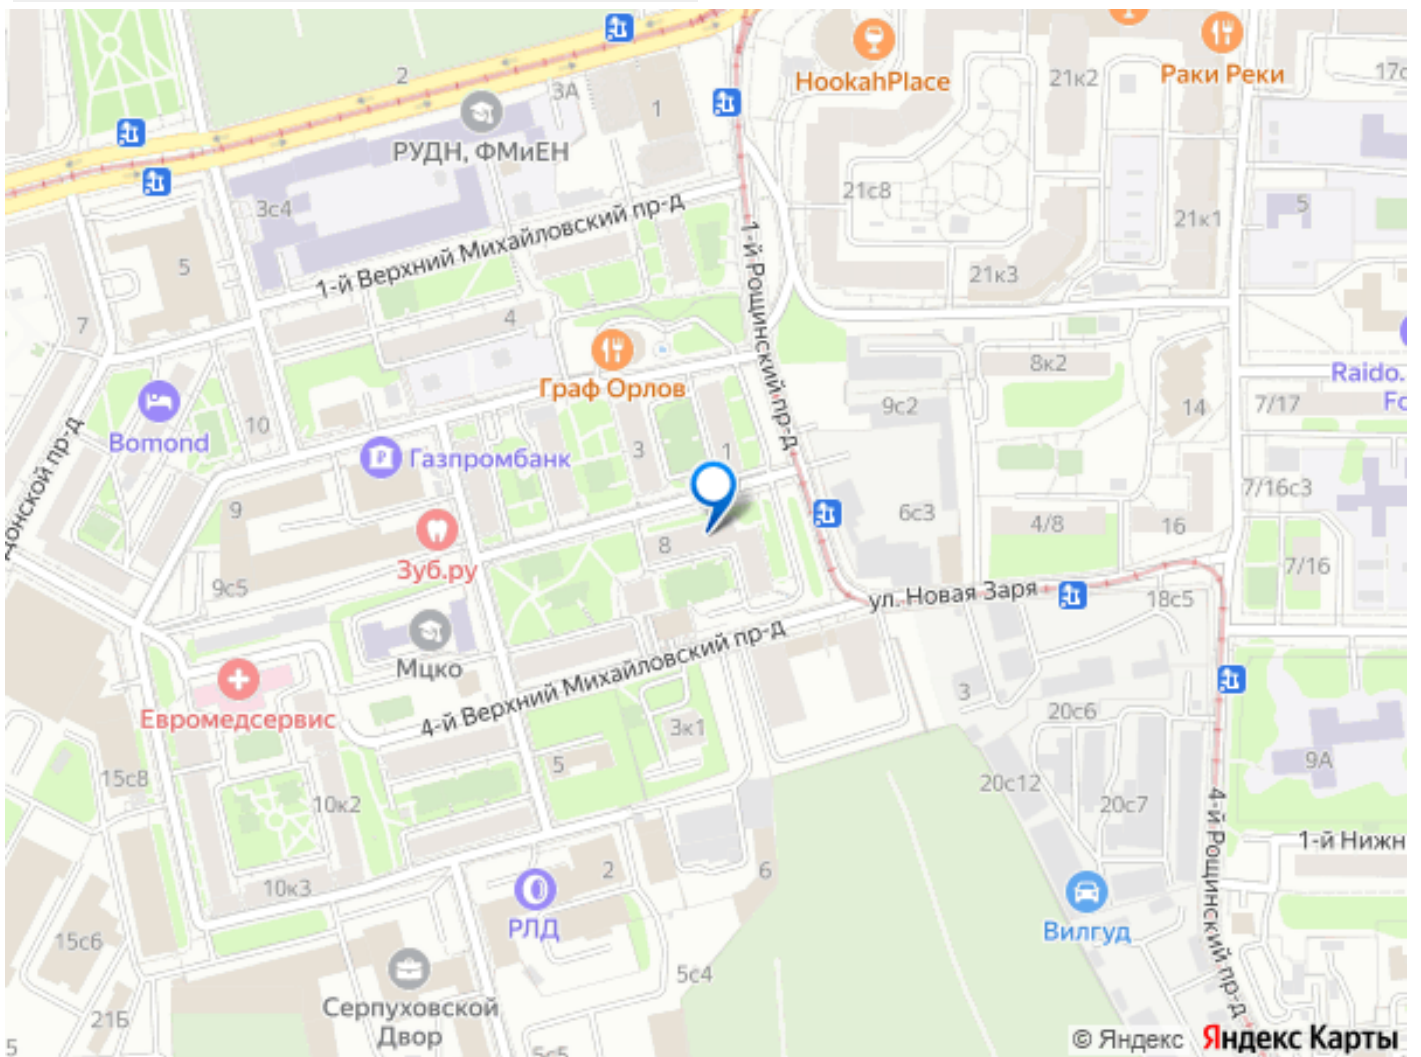 2
3А
1
HookahPlace
21к2
Раки Реки
РУДН, ФМиЕН
3с4
21с8
5
21к1
1-й Верхний Михайловский пр-д
1-й Рощинский пр-д
5
21к3
7
4
Граф Орлов
8к2
Raido.
9с2
14
7/17
Bomond
10
3
1
Газпромбанк
донской пр-д
7/16с3
9
6с3
4/8
16
Зуб.ру
8
7/16
9с5
ул. Новая Заря
18с5
Мцко
4-й Верхний Михайловский пр-д
3
Евромедсервис
3к1
20с6
15с8
5
9А
10к2
20с12
20с7
4-й Рощинский пр-д
1-й Нижн
10к3
2
6
РЛД
Вилгуд
15с6
5с4
Серпуховской
Двор
21Б
5с5
© Яндекс Яндекс Карты